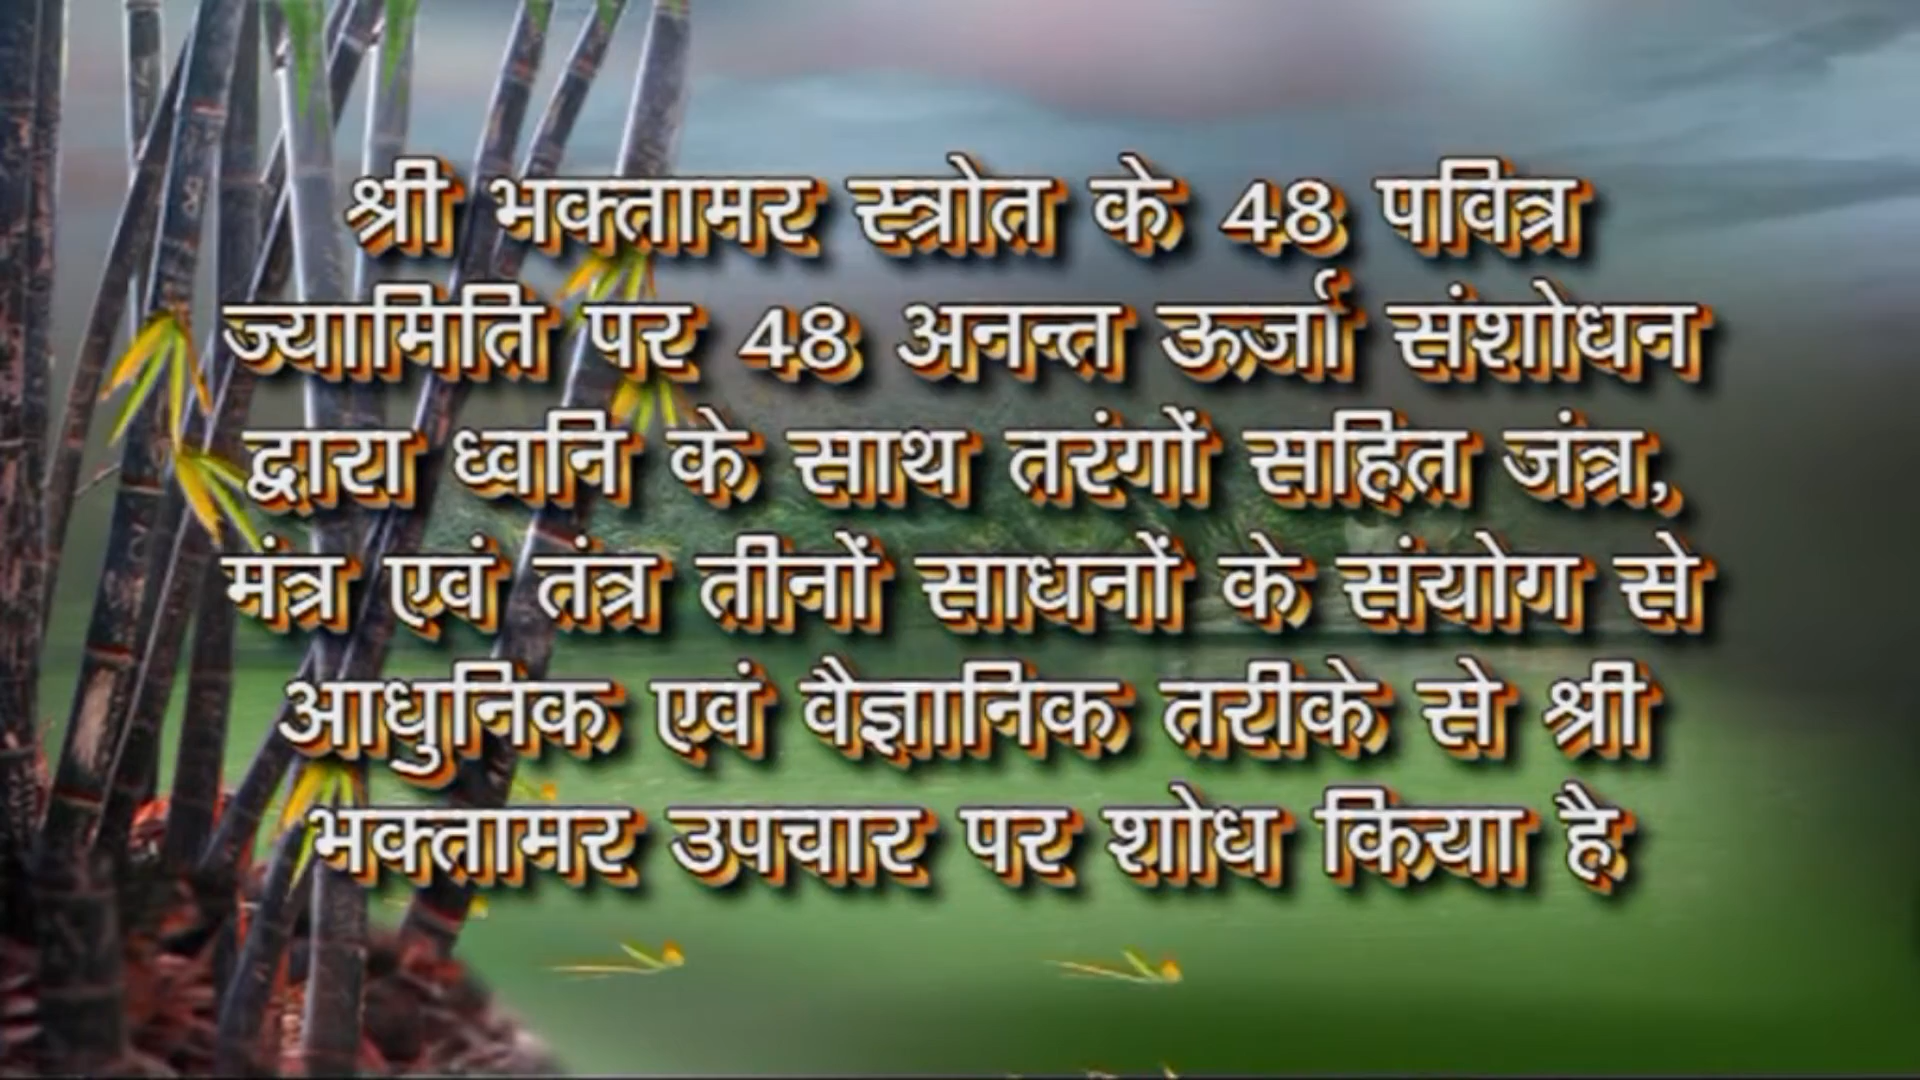 श्री भक्तामर स्त्रोत के 48 पवित्र
ज्यामिति पर 48 अनन्त ऊर्जा संशोधन
द्वारा ध्वनि के साथ तरंगों सहित जंत्र,
मंत्र एवं तंत्र तीनों साधनों के संयोग से
आधुनिक एवं वैज्ञानिक तरीके से श्री
भक्तामर उपचार पर शोध किया है